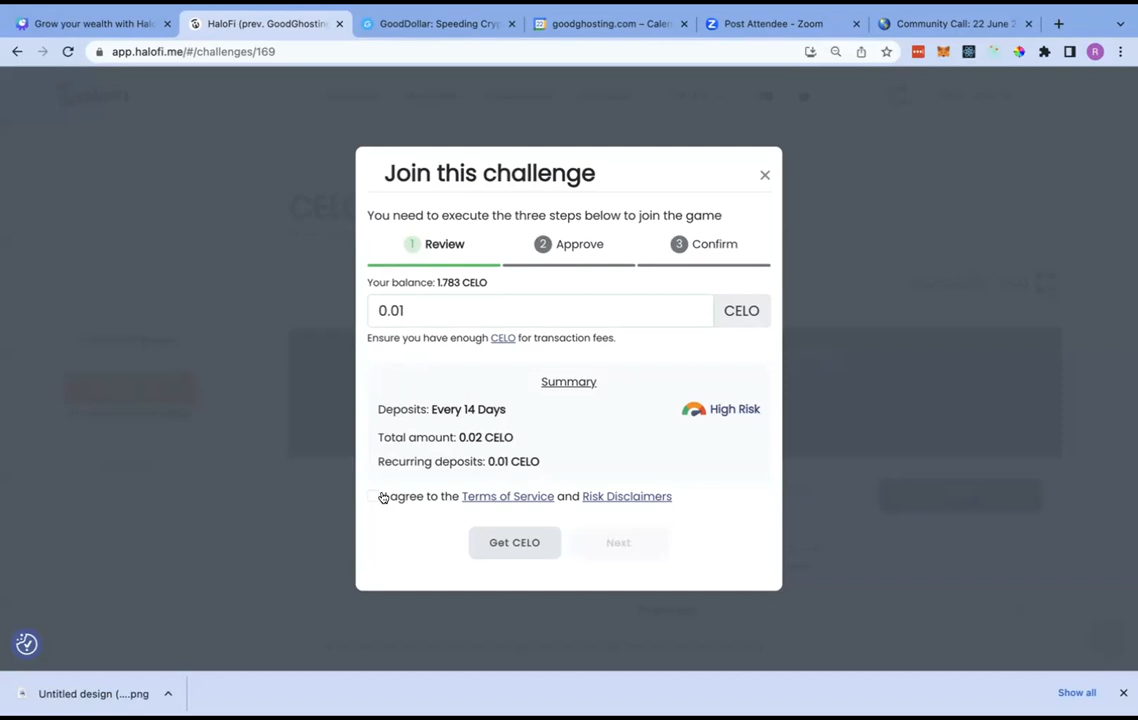 Grow your wealth with Halo
HaloFi (prev. GoodGhosting
GoodDollar: Speeding Cryp
goodghosting.com – Calen
Post Attendee - Zoom
Community Call: 22 June 2
app.halofi.me/#/challenges/169
R
Join this challenge
You need to execute the three steps below to join the game
1 Review
2 Approve
3 Confirm
Your balance: 1.783 CELO
0.01
CELO
Ensure you have enough CELO for transaction fees.
Summary
Deposits: Every 14 Days
High Risk
Total amount: 0.02 CELO
Recurring deposits: 0.01 CELO
agree to the Terms of Service and Risk Disclaimers
Get CELO
Next
Untitled design (....png
Show all